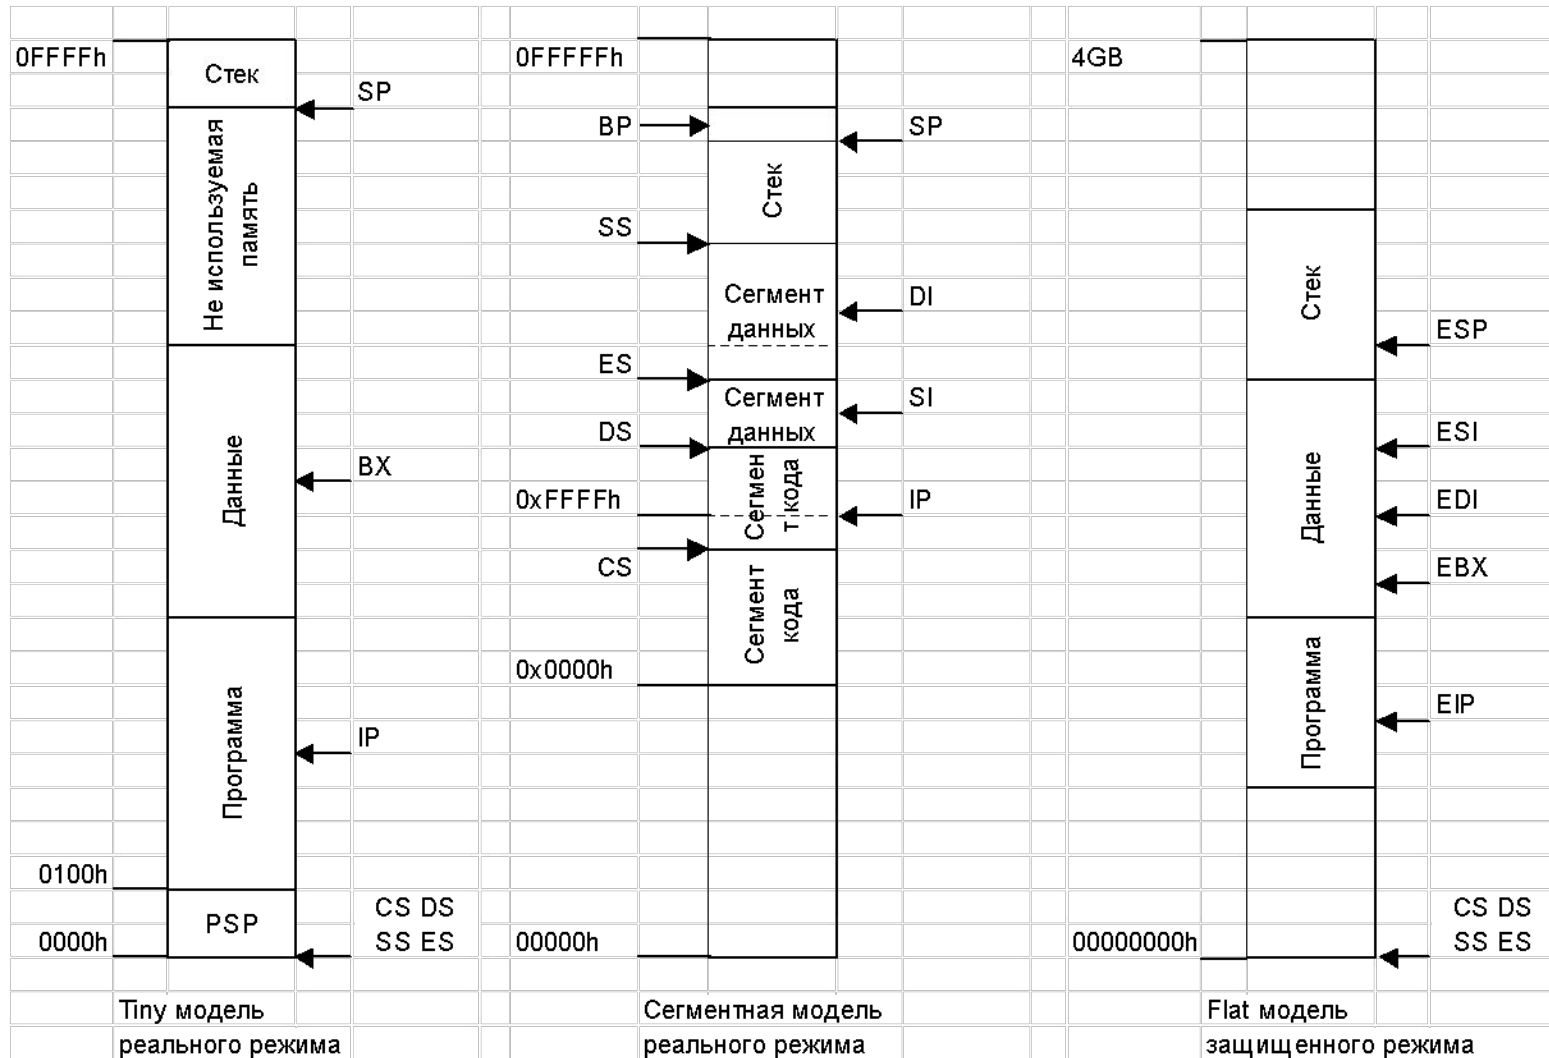 0FFFFh
Стек
SP
Не используемая
память
Данные
BX
Программа
IP
0100h
PSP
0000h
CS DS
SS ES
Tiny модель
реального режима
0FFFFFh
BP
SP
Стек
SS
Сегмент
данных
DI
ES
Сегмент
данных
SI
DS
Сегмен
т кода
0xFFFFh
IP
CS
Сегмент
кода
0x0000h
00000h
Сегментная модель
реального режима
4GB
Стек
ESP
Данные
ESI
EDI
EBX
Программа
EIP
00000000h
CS DS
SS ES
Flat модель
защищенного режима